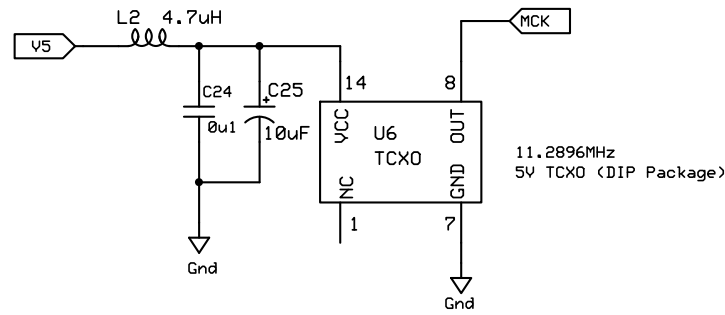 L2 4.7uH
V5
MCK
C24
C25
0u1
10uF
14
8
VCC
OUT
U6
TCXO
NC
GND
1
7
11.2896MHz
5V TCXO (DIP Package)
Gnd
Gnd